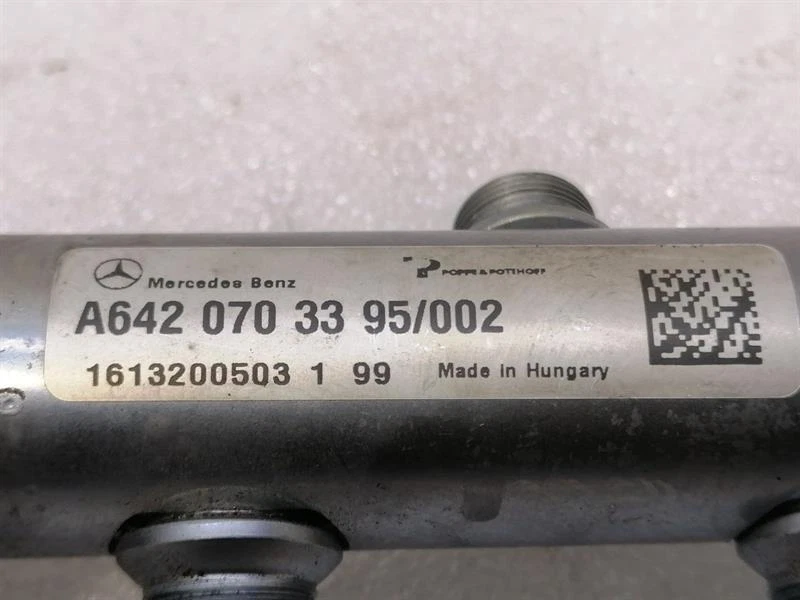 Mercedes Benz
POPPE & POTTHOFF
A642 070 33 95/002
1613200503 1 99
Made in Hungary